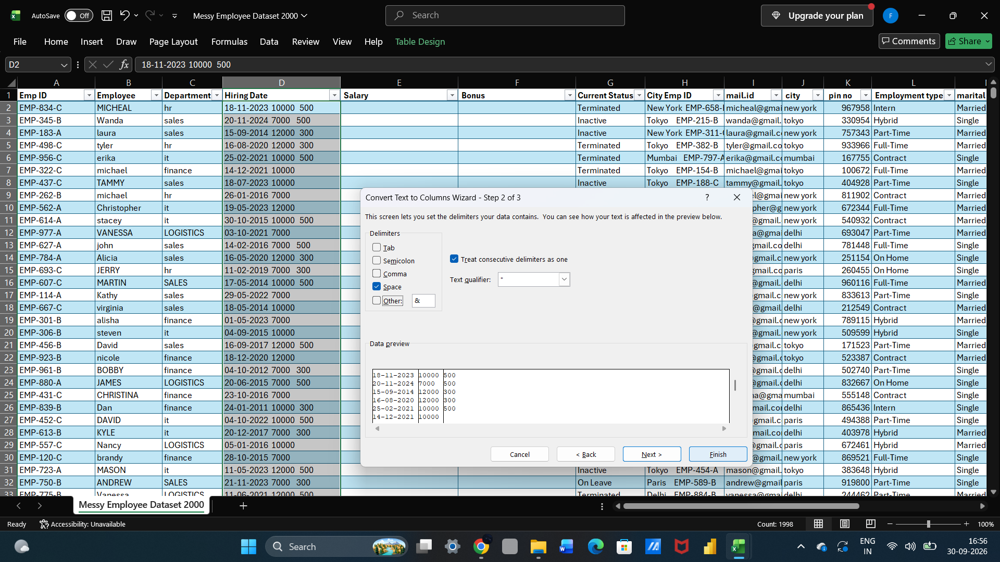 AutoSave Off Messy Employee Dataset 2000 Search Upgrade your plan F
File Home Insert Draw Page Layout Formulas Data Review View Help Table Design Comments Share
D2 fx 18-11-2023 10000 500
A B C D E F G H I J K L
1 Emp ID Employee Department Hiring Date Salary Bonus Current Status City Emp ID mail.id city pin no Employment type marital
2 EMP-834-C MICHEAL hr 18-11-2023 10000 500 Terminated New York EMP-658- micheal@gmai new york 967958 Intern Married
3 EMP-345-B Wanda sales 20-11-2024 7000 500 Inactive Tokyo EMP-215-B wanda@gmail. tokyo 330954 Hybrid Single
4 EMP-183-A laura sales 15-09-2014 12000 300 Inactive New York EMP-311- laura@gmail.c new york 757343 Part-Time Married
5 EMP-498-C tyler hr 16-08-2020 12000 300 Terminated Tokyo EMP-382-B tyler@gmail.co tokyo 933966 Full-Time Married
6 EMP-956-C erika it 25-02-2021 10000 500 Terminated Mumbai EMP-797-A erika@gmail.c mumbai 167755 Contract Single
7 EMP-322-C michael finance 14-12-2021 10000 Terminated Tokyo EMP-154-B michael@gma tokyo 100672 Full-Time Married
8 EMP-437-C TAMMY sales 18-07-2023 10000 Inactive Tokyo EMP-188-C tammy@gmail. tokyo 404928 Part-Time Single
9 EMP-262-B michael hr 26-01-2016 7000 el@gmai new york 811902 Contract Married
10 EMP-562-A Christopher it 19-05-2023 12000 pher@g new york 672344 Full-Time Married
11 EMP-614-A stacey it 30-10-2015 10000 500 @gmail. new york 540932 Contract Married
12 EMP-977-A VANESSA LOGISTICS 03-10-2021 7000 a@gmai delhi 693047 Part-Time Married
13 EMP-627-A john sales 14-02-2016 7000 500 mail.co delhi 781448 Full-Time Single
14 EMP-784-A Alicia sales 16-05-2020 12000 300 gmail.c new york 251154 On Home Single
15 EMP-693-C JERRY hr 11-02-2019 7000 300 gmail.co paris 260455 On Home Single
16 EMP-607-C MARTIN SALES 17-05-2014 10000 500 @gmail. delhi 960116 Full-Time Married
17 EMP-114-A Kathy sales 29-05-2022 7000 gmail.c new york 833613 Part-Time Single
18 EMP-667-C virginia sales 18-05-2014 10000 @gmail. delhi 212549 Contract Married
19 EMP-301-B alisha finance 01-05-2023 7000 gmail.c new york 789115 Hybrid Married
20 EMP-306-B steven it 04-09-2015 10000 @gmail. new york 509599 Hybrid Single
21 EMP-456-B David sales 16-09-2017 12000 500 gmail.c tokyo 171523 Part-Time Married
22 EMP-923-B nicole finance 18-12-2020 12000 @gmail.c tokyo 523387 Contract Married
23 EMP-961-B BOBBY finance 04-10-2012 7000 300 @gmail.c delhi 502740 Part-Time Married
24 EMP-880-A JAMES LOGISTICS 20-06-2015 7000 500 @gmail.c delhi 832667 On Home Single
25 EMP-431-C CHRISTINA finance 23-10-2016 7000 na@gma mumbai 555148 Contract Single
26 EMP-839-B Dan finance 24-01-2011 10000 300 mail.co delhi 865436 Intern Married
27 EMP-452-C DAVID it 04-10-2022 10000 500 gmail.c paris 494388 Part-Time Single
28 EMP-613-B KYLE it 20-12-2017 7000 300 mail.co delhi 403978 Hybrid Married
29 EMP-557-C Nancy LOGISTICS 05-01-2016 10000 @gmail.c paris 672461 Hybrid Married
30 EMP-120-C brandy finance 28-10-2015 7000 @gmail. new york 869521 Full-Time Single
31 EMP-723-A MASON it 11-05-2023 12000 500 Inactive Tokyo EMP-454-A mason@gmail. tokyo 383648 Hybrid Single
32 EMP-750-B ANDREW SALES 21-11-2023 7000 300 On Leave Paris EMP-589-B andrew@gmail paris 919800 Part-Time Single
33 EMP-775-B Vanessa LOGISTICS 11-06-2021 12000 500 Terminated Delhi EMP-884-B vanessa@gmai delhi 244462 Part-Time Married
Convert Text to Columns Wizard - Step 2 of 3 ?
This screen lets you set the delimiters your data contains. You can see how your text is affected in the preview below.
Delimiters
Tab
Semicolon
Comma
Space
Other: &
Treat consecutive delimiters as one
Text qualifier: "
Data preview
18-11-2023 10000 500
20-11-2024 7000 500
15-09-2014 12000 300
16-08-2020 12000 300
25-02-2021 10000 500
14-12-2021 10000
Cancel < Back Next > Finish
Messy Employee Dataset 2000
Ready Accessibility: Unavailable Count: 1998 100%
Search ENG IN 16:56 30-09-2026